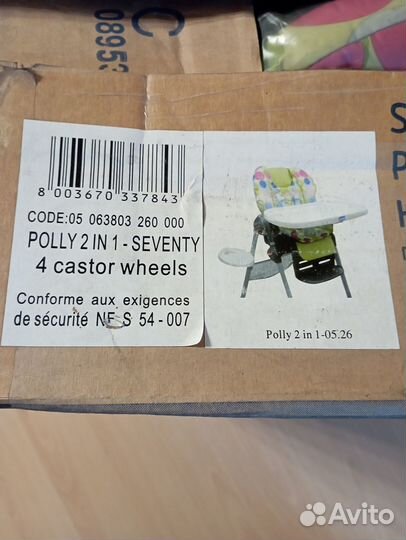 C
08953
8 003670 337843
CODE:05 063803 260 000
POLLY 2 IN 1 - SEVENTY
4 castor wheels
Conforme aux exigences
de sécurité NF S 54-007
Polly 2 in 1-05.26
S
P
Avito